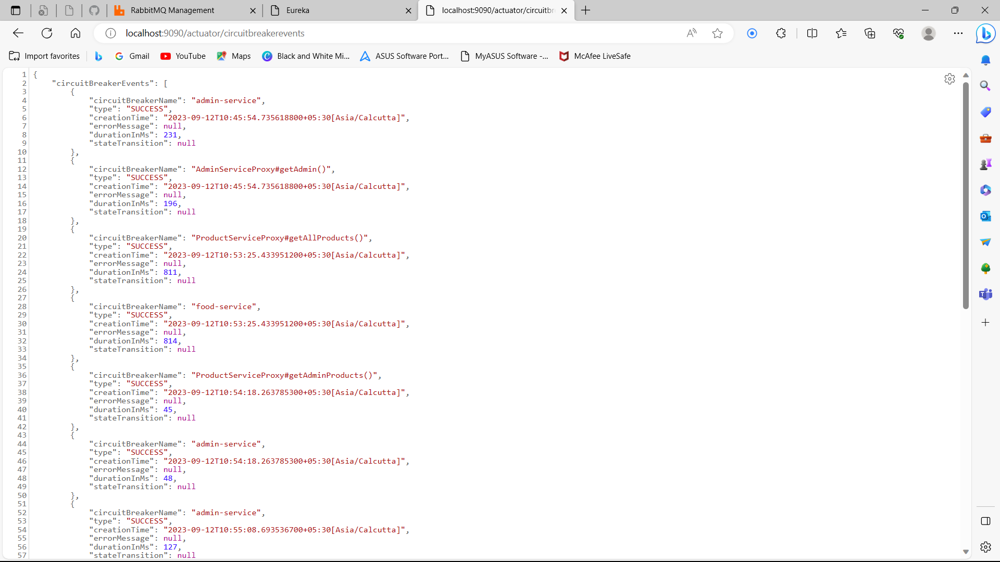 RabbitMQ Management
Eureka
localhost:9090/actuator/circuitbr
localhost:9090/actuator/circuitbreakerevents
Import favorites
Gmail
YouTube
Maps
Black and White Mi...
ASUS Software Port...
MyASUS Software -...
McAfee LiveSafe
1 {
2 "circuitBreakerEvents": [
3 {
4 "circuitBreakerName": "admin-service",
5 "type": "SUCCESS",
6 "creationTime": "2023-09-12T10:45:54.735618800+05:30[Asia/Calcutta]",
7 "errorMessage": null,
8 "durationInMs": 231,
9 "stateTransition": null
10 },
11 {
12 "circuitBreakerName": "AdminServiceProxy#getAdmin()",
13 "type": "SUCCESS",
14 "creationTime": "2023-09-12T10:45:54.735618800+05:30[Asia/Calcutta]",
15 "errorMessage": null,
16 "durationInMs": 196,
17 "stateTransition": null
18 },
19 {
20 "circuitBreakerName": "ProductServiceProxy#getAllProducts()",
21 "type": "SUCCESS",
22 "creationTime": "2023-09-12T10:53:25.433951200+05:30[Asia/Calcutta]",
23 "errorMessage": null,
24 "durationInMs": 811,
25 "stateTransition": null
26 },
27 {
28 "circuitBreakerName": "food-service",
29 "type": "SUCCESS",
30 "creationTime": "2023-09-12T10:53:25.433951200+05:30[Asia/Calcutta]",
31 "errorMessage": null,
32 "durationInMs": 814,
33 "stateTransition": null
34 },
35 {
36 "circuitBreakerName": "ProductServiceProxy#getAdminProducts()",
37 "type": "SUCCESS",
38 "creationTime": "2023-09-12T10:54:18.263785300+05:30[Asia/Calcutta]",
39 "errorMessage": null,
40 "durationInMs": 45,
41 "stateTransition": null
42 },
43 {
44 "circuitBreakerName": "admin-service",
45 "type": "SUCCESS",
46 "creationTime": "2023-09-12T10:54:18.263785300+05:30[Asia/Calcutta]",
47 "errorMessage": null,
48 "durationInMs": 48,
49 "stateTransition": null
50 },
51 {
52 "circuitBreakerName": "admin-service",
53 "type": "SUCCESS",
54 "creationTime": "2023-09-12T10:55:08.693536700+05:30[Asia/Calcutta]",
55 "errorMessage": null,
56 "durationInMs": 127,
57 "stateTransition": null